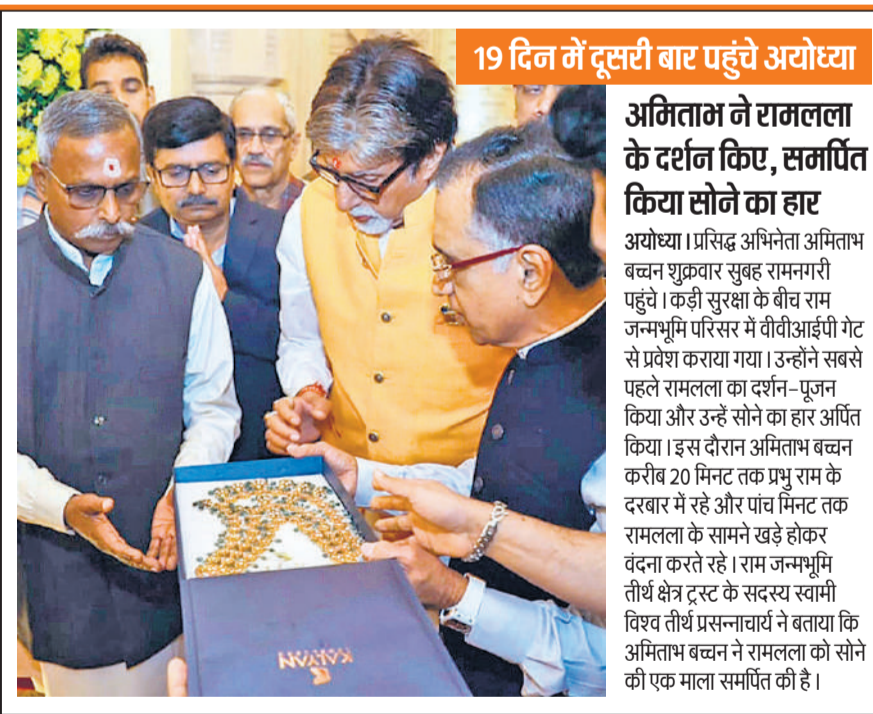 19 दिन में दूसरी बार पहुंचे अयोध्या
अमिताभ ने रामलला
के दर्शन किए, समर्पित
किया सोने का हार
अयोध्या। प्रसिद्ध अभिनेता अमिताभ
बच्चन शुक्रवार सुबह रामनगरी
पहुंचे। कड़ी सुरक्षा के बीच राम
जन्मभूमि परिसर में वीवीआईपी गेट
से प्रवेश कराया गया। उन्होंने सबसे
पहले रामलला का दर्शन-पूजन
किया और उन्हें सोने का हार अर्पित
किया। इस दौरान अमिताभ बच्चन
करीब 20 मिनट तक प्रभु राम के
दरबार में रहे और पांच मिनट तक
रामलला के सामने खड़े होकर
वंदना करते रहे। राम जन्मभूमि
तीर्थ क्षेत्र ट्रस्ट के सदस्य स्वामी
विश्व तीर्थ प्रसन्नाचार्य ने बताया कि
अमिताभ बच्चन ने रामलला को सोने
की एक माला समर्पित की है।
KALYAN